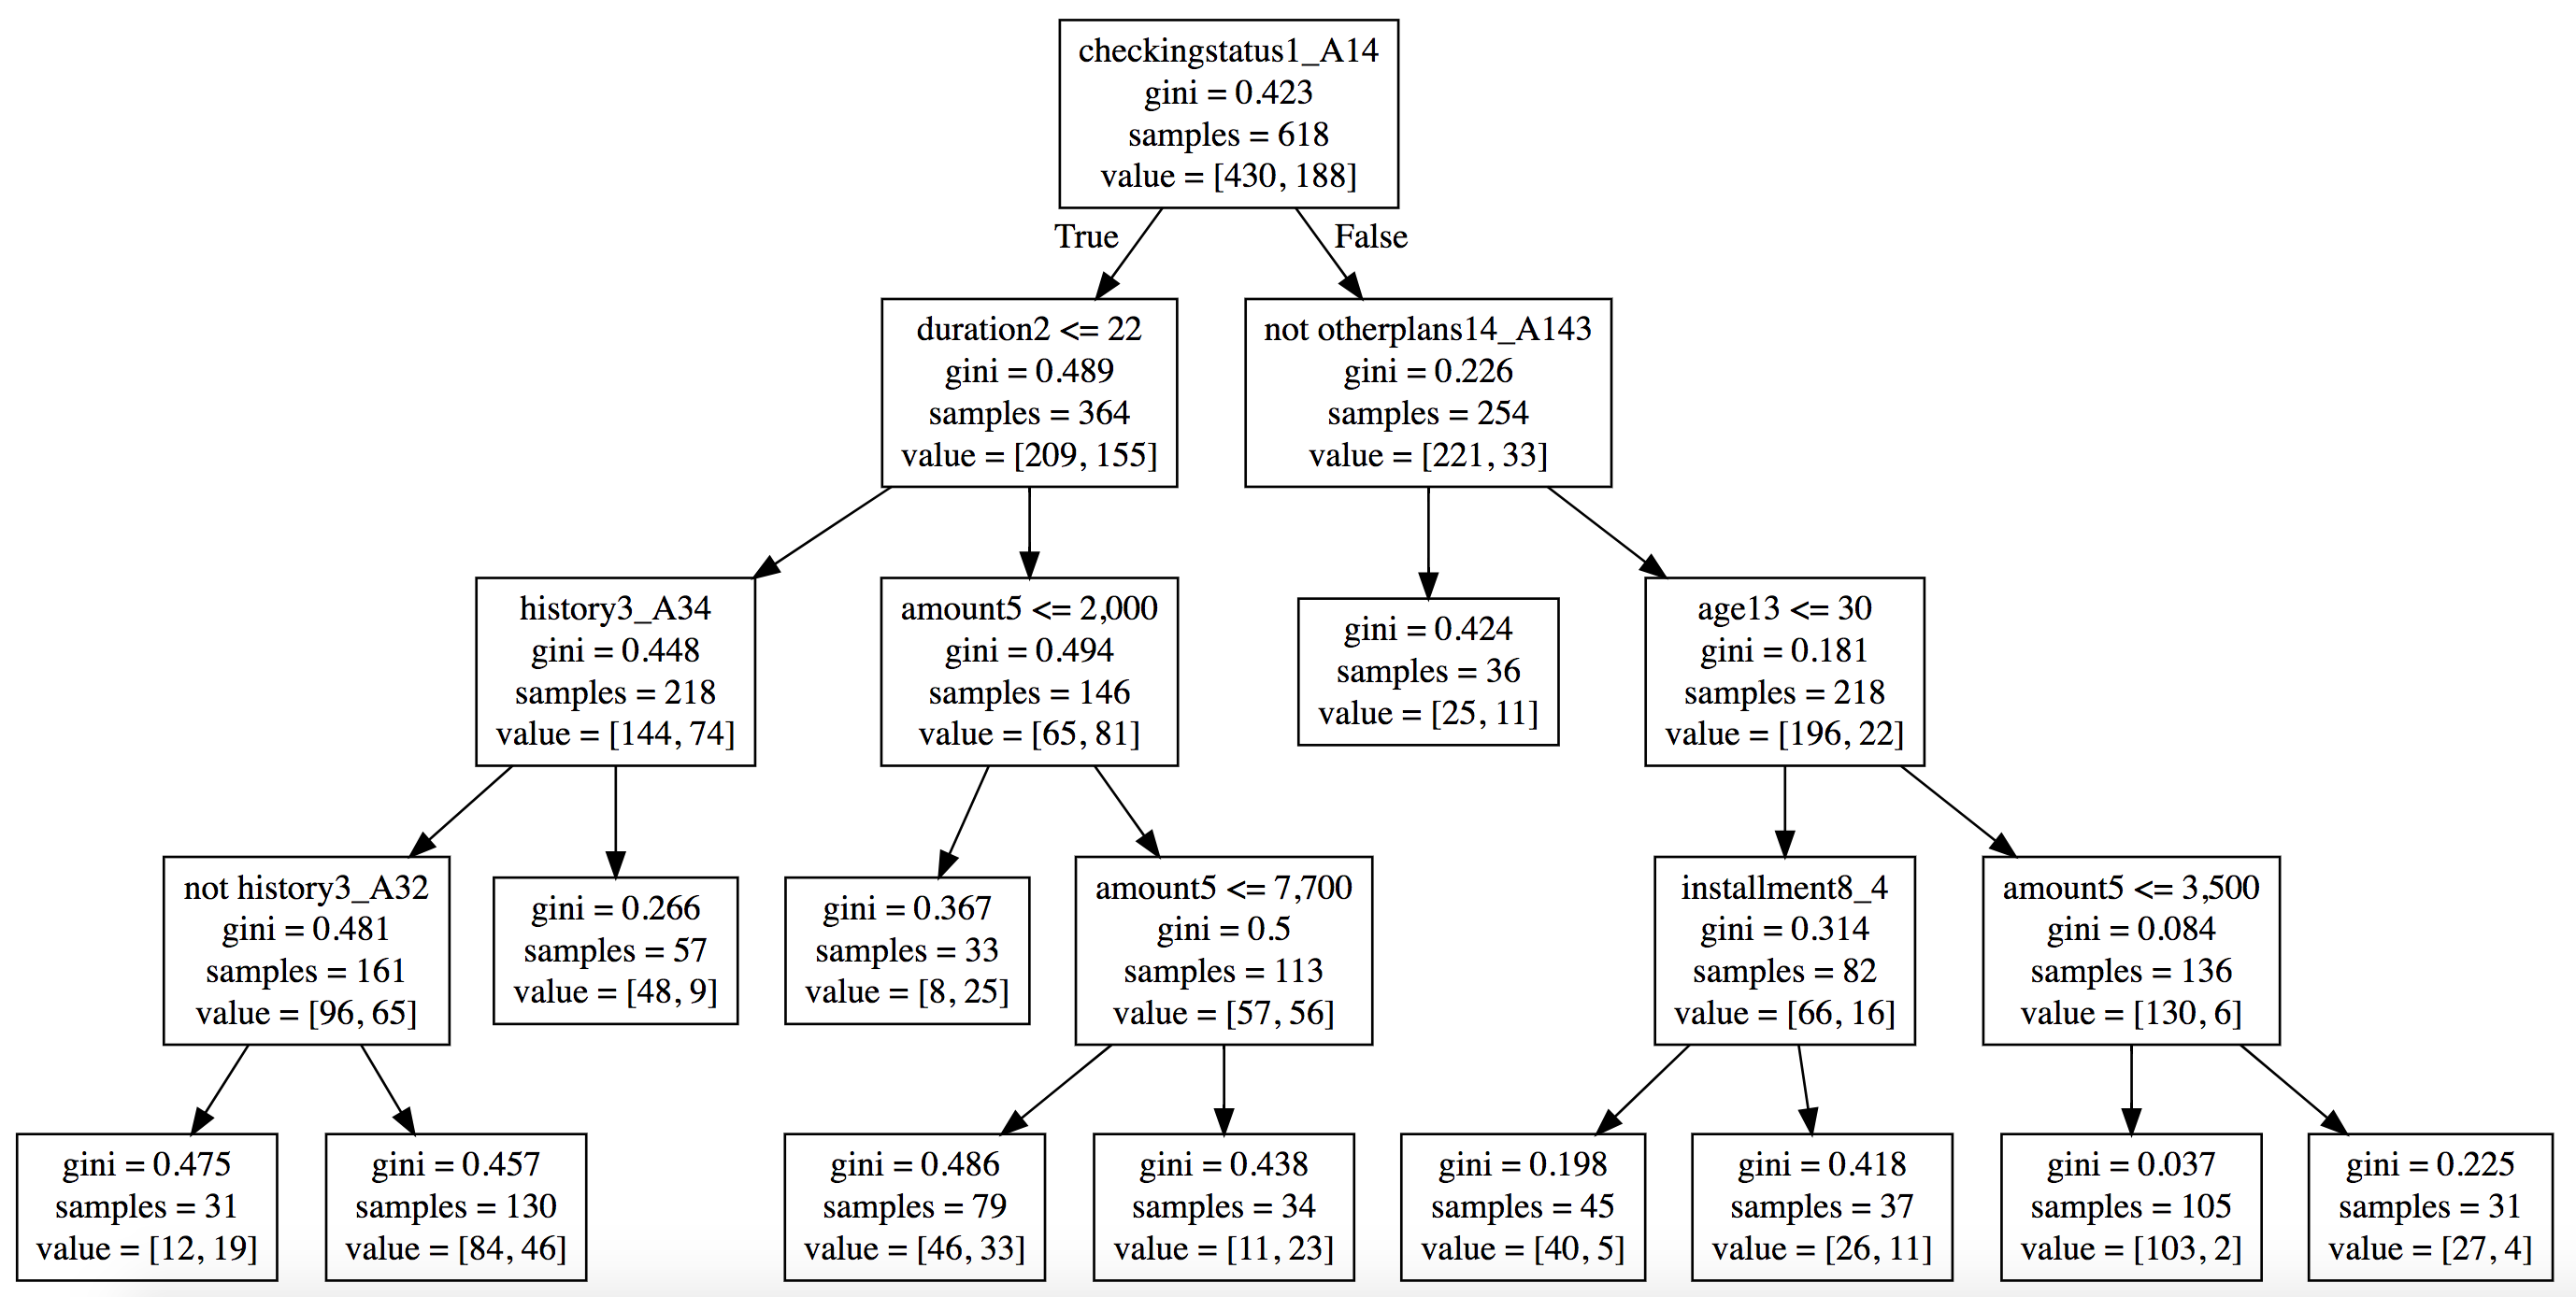 checkingstatus1_A14
gini = 0.423
samples = 618
value = [430, 188]
True
False
duration2 <= 22
gini = 0.489
samples = 364
value = [209, 155]
not otherplans14_A143
gini = 0.226
samples = 254
value = [221, 33]
history3_A34
gini = 0.448
samples = 218
value = [144, 74]
amount5 <= 2,000
gini = 0.494
samples = 146
value = [65, 81]
gini = 0.424
samples = 36
value = [25, 11]
age13 <= 30
gini = 0.181
samples = 218
value = [196, 22]
not history3_A32
gini = 0.481
samples = 161
value = [96, 65]
gini = 0.266
samples = 57
value = [48, 9]
gini = 0.367
samples = 33
value = [8, 25]
amount5 <= 7,700
gini = 0.5
samples = 113
value = [57, 56]
installment8_4
gini = 0.314
samples = 82
value = [66, 16]
amount5 <= 3,500
gini = 0.084
samples = 136
value = [130, 6]
gini = 0.475
samples = 31
value = [12, 19]
gini = 0.457
samples = 130
value = [84, 46]
gini = 0.486
samples = 79
value = [46, 33]
gini = 0.438
samples = 34
value = [11, 23]
gini = 0.198
samples = 45
value = [40, 5]
gini = 0.418
samples = 37
value = [26, 11]
gini = 0.037
samples = 105
value = [103, 2]
gini = 0.225
samples = 31
value = [27, 4]